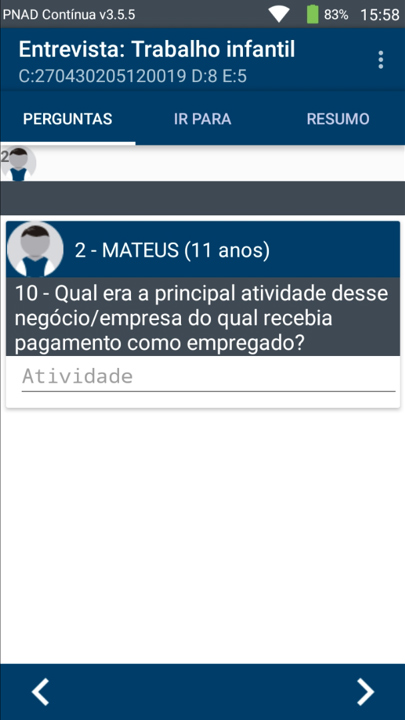 PNAD Contínua v3.5.5 83% 15:58
Entrevista: Trabalho infantil
C:270430205120019 D:8 E:5
PERGUNTAS IR PARA RESUMO
2
2 - MATEUS (11 anos)
10 - Qual era a principal atividade desse
negócio/empresa do qual recebia
pagamento como empregado?
Atividade